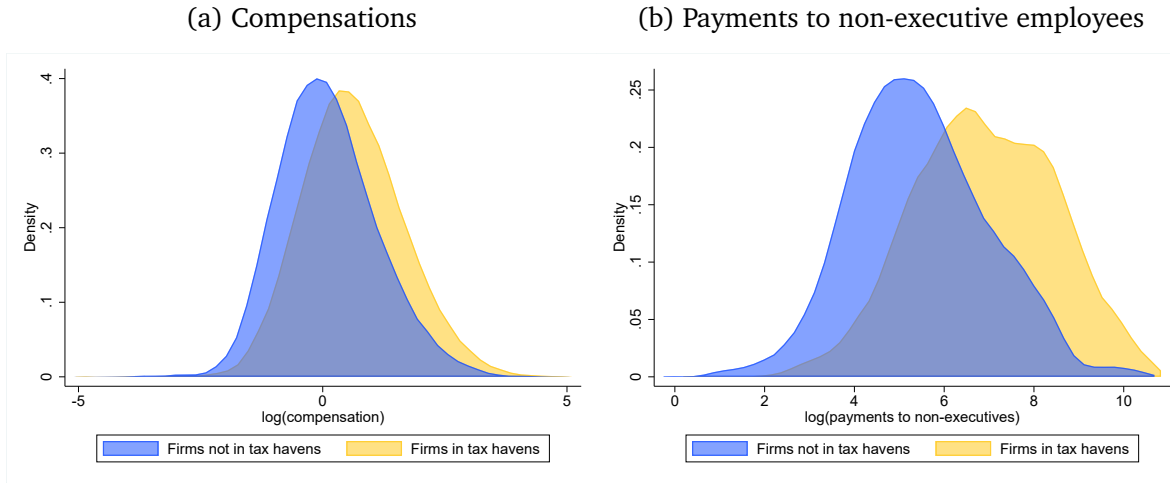 (a) Compensations
.4
.3
.2
.1
0
Density
-5
0
5
log(compensation)
Firms not in tax havens
Firms in tax havens
(b) Payments to non-executive employees
.25
.2
.15
.1
.05
0
Density
0
2
4
6
8
10
log(payments to non-executives)
Firms not in tax havens
Firms in tax havens